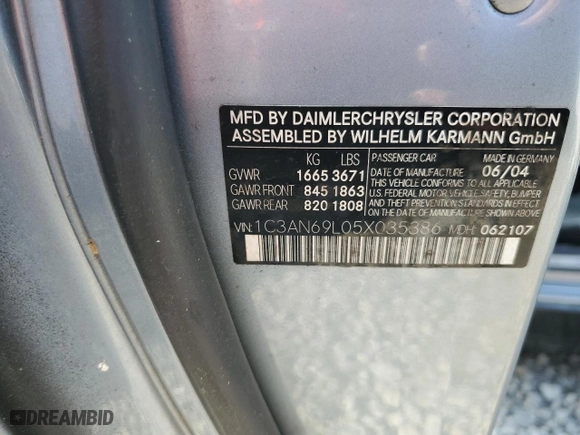 MFD BY DAIMLERCHRYSLER CORPORATION
ASSEMBLED BY WILHELM KARMANN GmbH
KG LBS
GVWR 1665 3671
GAWR FRONT 845 1863
GAWR REAR 820 1808
PASSENGER CAR MADE IN GERMANY
DATE OF MANUFACTURE 06/04
THIS VEHICLE CONFORMS TO ALL APPLICABLE
U.S. FEDERAL MOTOR VEHICLE SAFETY, BUMPER,
AND THEFT PREVENTION STANDARDS IN EFFECT
ON THE DATE OF MANUFACTURE SHOWN ABOVE.
VIN: 1C3AN69L05X035386 MDH: 062107
DREAMBID